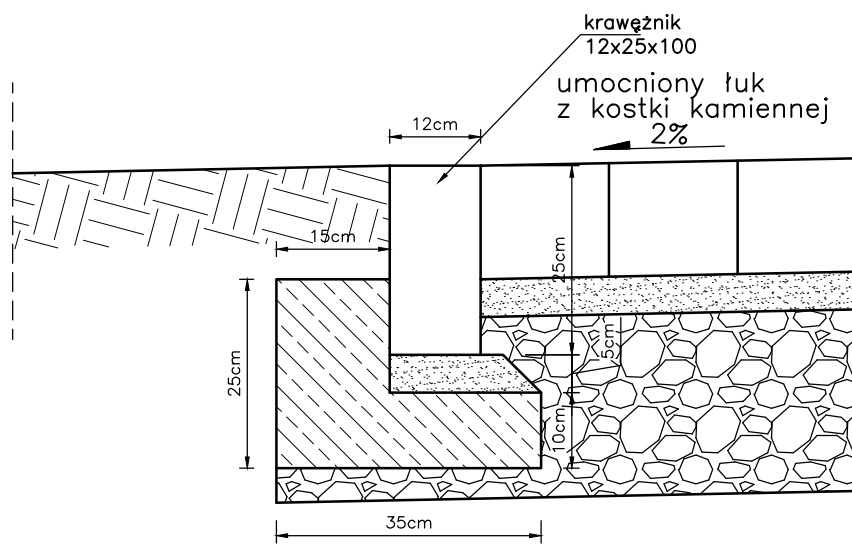 krawężnik
12x25x100
umocniony łuk
z kostki kamiennej
2%
12cm
15cm
25cm
5cm
25cm
10cm
35cm